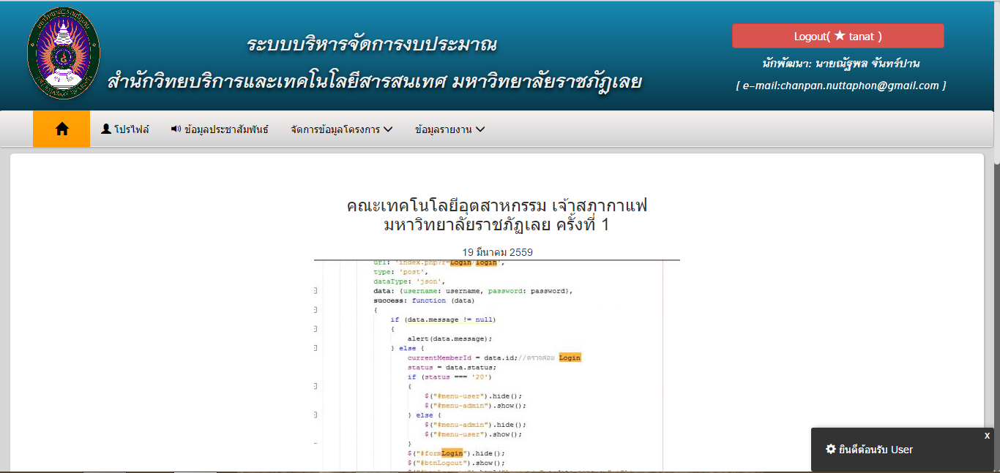 ระบบบริหารจัดการงบประมาณ
สำนักวิทยบริการและเทคโนโลยีสารสนเทศ มหาวิทยาลัยราชภัฏเลย
Logout( ★ tanat )
นักพัฒนา: นายณัฐพล จันทร์ปาน
[ e-mail:chanpan.nuttaphon@gmail.com ]
โปรไฟล์ ข้อมูลประชาสัมพันธ์ จัดการข้อมูลโครงการ ข้อมูลรายงาน
คณะเทคโนโลยีอุตสาหกรรม เจ้าสภากาแฟ
มหาวิทยาลัยราชภัฏเลย ครั้งที่ 1
19 มีนาคม 2559
url: 'index.php?r=Login/login',
type: 'post',
dataType: 'json',
data: {username: username, password: password},
success: function (data)
{
if (data.message != null)
{
alert(data.message);
} else {
currentMemberId = data.id;//ตรวจสอบ Login
status = data.status;
if (status === '20')
{
$("#menu-user").hide();
$("#menu-admin").show();
} else {
$("#menu-admin").hide();
$("#menu-user").show();
}
$("#formLogin").hide();
$("#btnLogout").show();
x
ยินดีต้อนรับ User